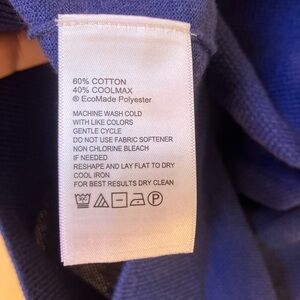 60% COTTON
40% COOLMAX
® EcoMade Polyester
MACHINE WASH COLD
WITH LIKE COLORS
GENTLE CYCLE
DO NOT USE FABRIC SOFTENER
NON CHLORINE BLEACH
IF NEEDED
RESHAPE AND LAY FLAT TO DRY
COOL IRON
FOR BEST RESULTS DRY CLEAN
P